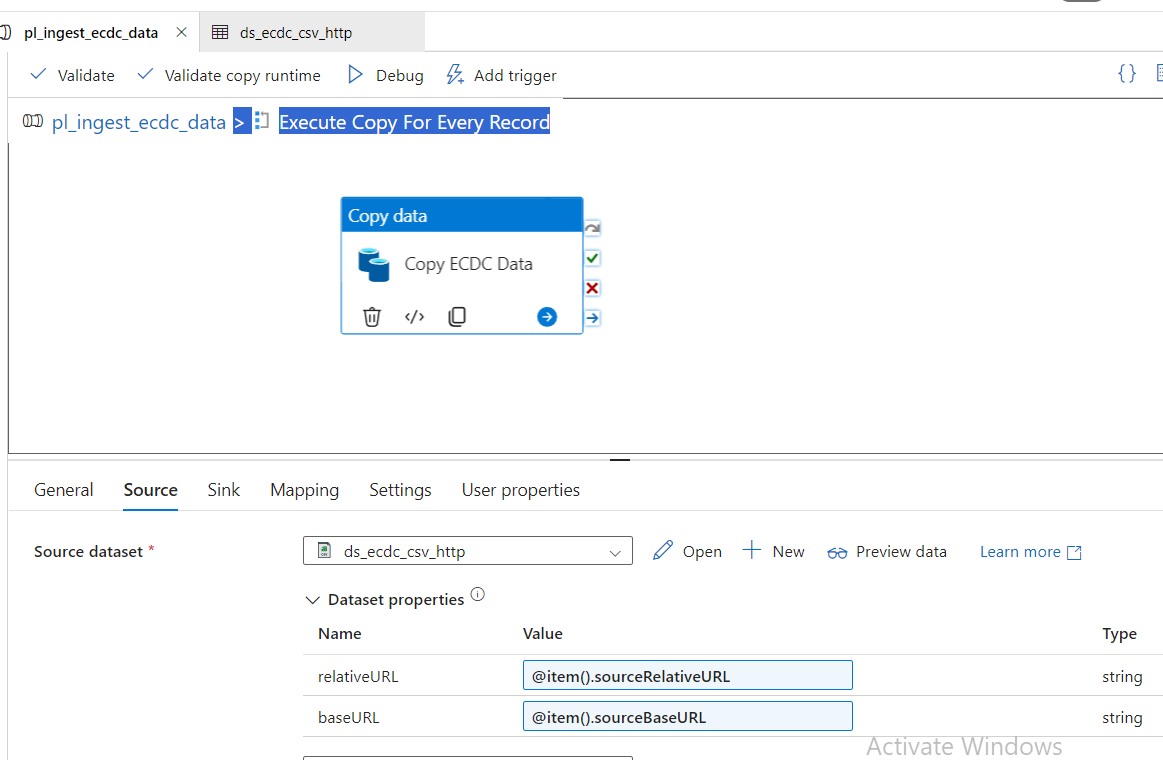 pl_ingest_ecdc_data
ds_ecdc_csv_http
Validate Validate copy runtime Debug Add trigger {}
pl_ingest_ecdc_data > Execute Copy For Every Record
Copy data
Copy ECDC Data
General Source Sink Mapping Settings User properties
Source dataset * ds_ecdc_csv_http Open New Preview data Learn more
Dataset properties
Name Value Type
relativeURL @item().sourceRelativeURL string
baseURL @item().sourceBaseURL string
Activate Windows